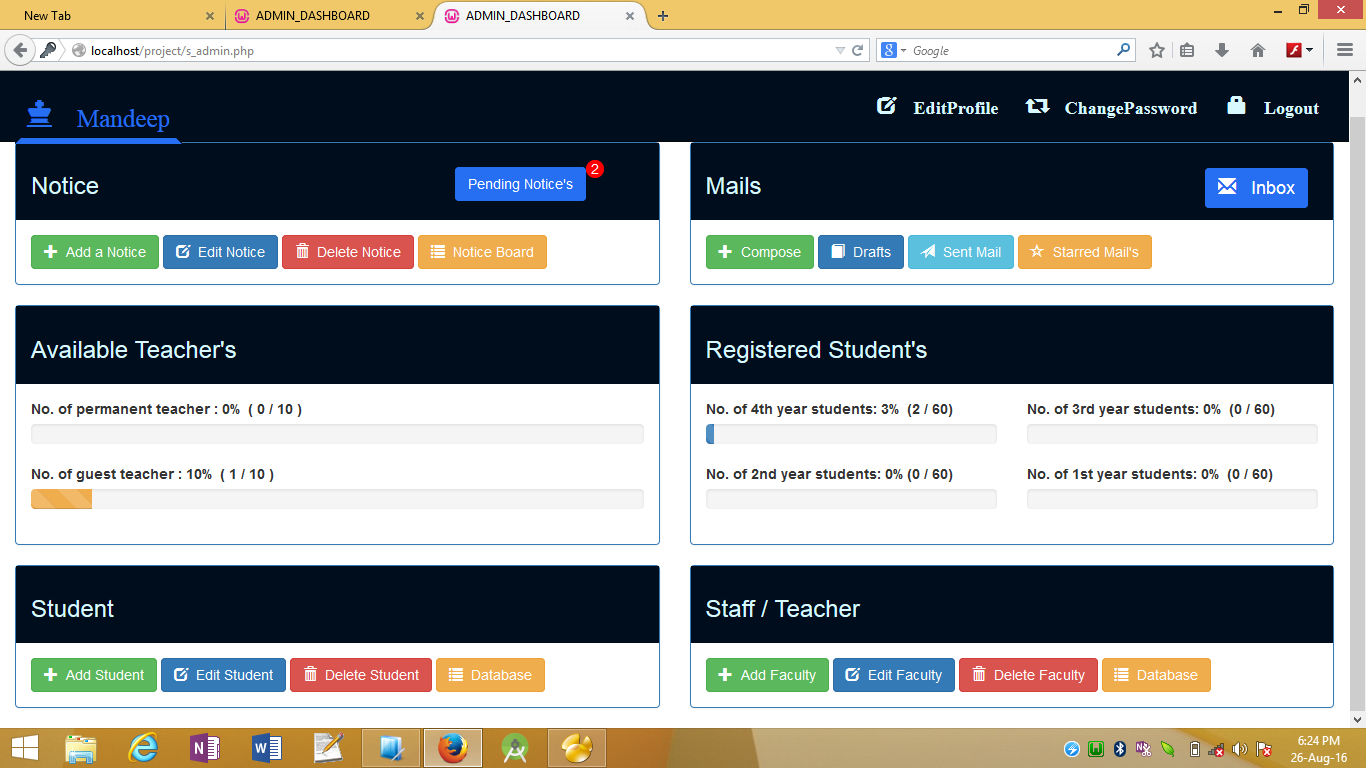 New Tab
ADMIN_DASHBOARD
ADMIN_DASHBOARD
localhost/project/s_admin.php
Google
Mandeep
EditProfile
ChangePassword
Logout
Notice
Pending Notice's
2
Add a Notice
Edit Notice
Delete Notice
Notice Board
Mails
Inbox
Compose
Drafts
Sent Mail
Starred Mail's
Available Teacher's
No. of permanent teacher : 0% ( 0 / 10 )
No. of guest teacher : 10% ( 1 / 10 )
Registered Student's
No. of 4th year students: 3% (2 / 60)
No. of 3rd year students: 0% (0 / 60)
No. of 2nd year students: 0% (0 / 60)
No. of 1st year students: 0% (0 / 60)
Student
Add Student
Edit Student
Delete Student
Database
Staff / Teacher
Add Faculty
Edit Faculty
Delete Faculty
Database
6:24 PM
26-Aug-16